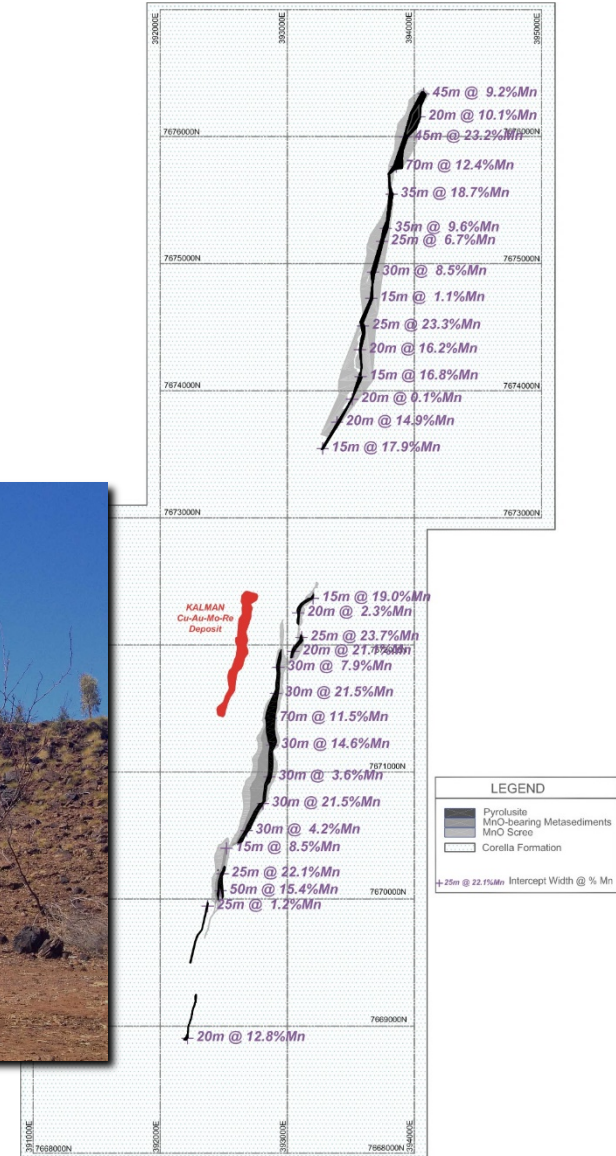 392000E
393000E
394000E
395000E
45m @ 9.2%Mn
20m @ 10.1%Mn
7676000N
45m @ 23.2%Mn
70m @ 12.4%Mn
35m @ 18.7%Mn
35m @ 9.6%Mn
25m @ 6.7%Mn
7675000N
30m @ 8.5%Mn
15m @ 1.1%Mn
25m @ 23.3%Mn
20m @ 16.2%Mn
15m @ 16.8%Mn
7674000N
20m @ 0.1%Mn
20m @ 14.9%Mn
15m @ 17.9%Mn
7673000N
7673000N
KALMAN
Cu-Au-Mo-Re
Deposit
15m @ 19.0%Mn
20m @ 2.3%Mn
25m @ 23.7%Mn
20m @ 21.1%Mn
30m @ 7.9%Mn
30m @ 21.5%Mn
70m @ 11.5%Mn
30m @ 14.6%Mn
7671000N
30m @ 3.6%Mn
30m @ 21.5%Mn
30m @ 4.2%Mn
15m @ 8.5%Mn
25m @ 22.1%Mn
50m @ 15.4%Mn
7670000N
25m @ 1.2%Mn
7669000N
20m @ 12.8%Mn
LEGEND
Pyrolusite
MnO-bearing Metasediments
MnO Scree
Corella Formation
25m @ 22.1%Mn Intercept Width @ % Mn
391000E
7668000N
392000E
393000E
7668000N
394000E